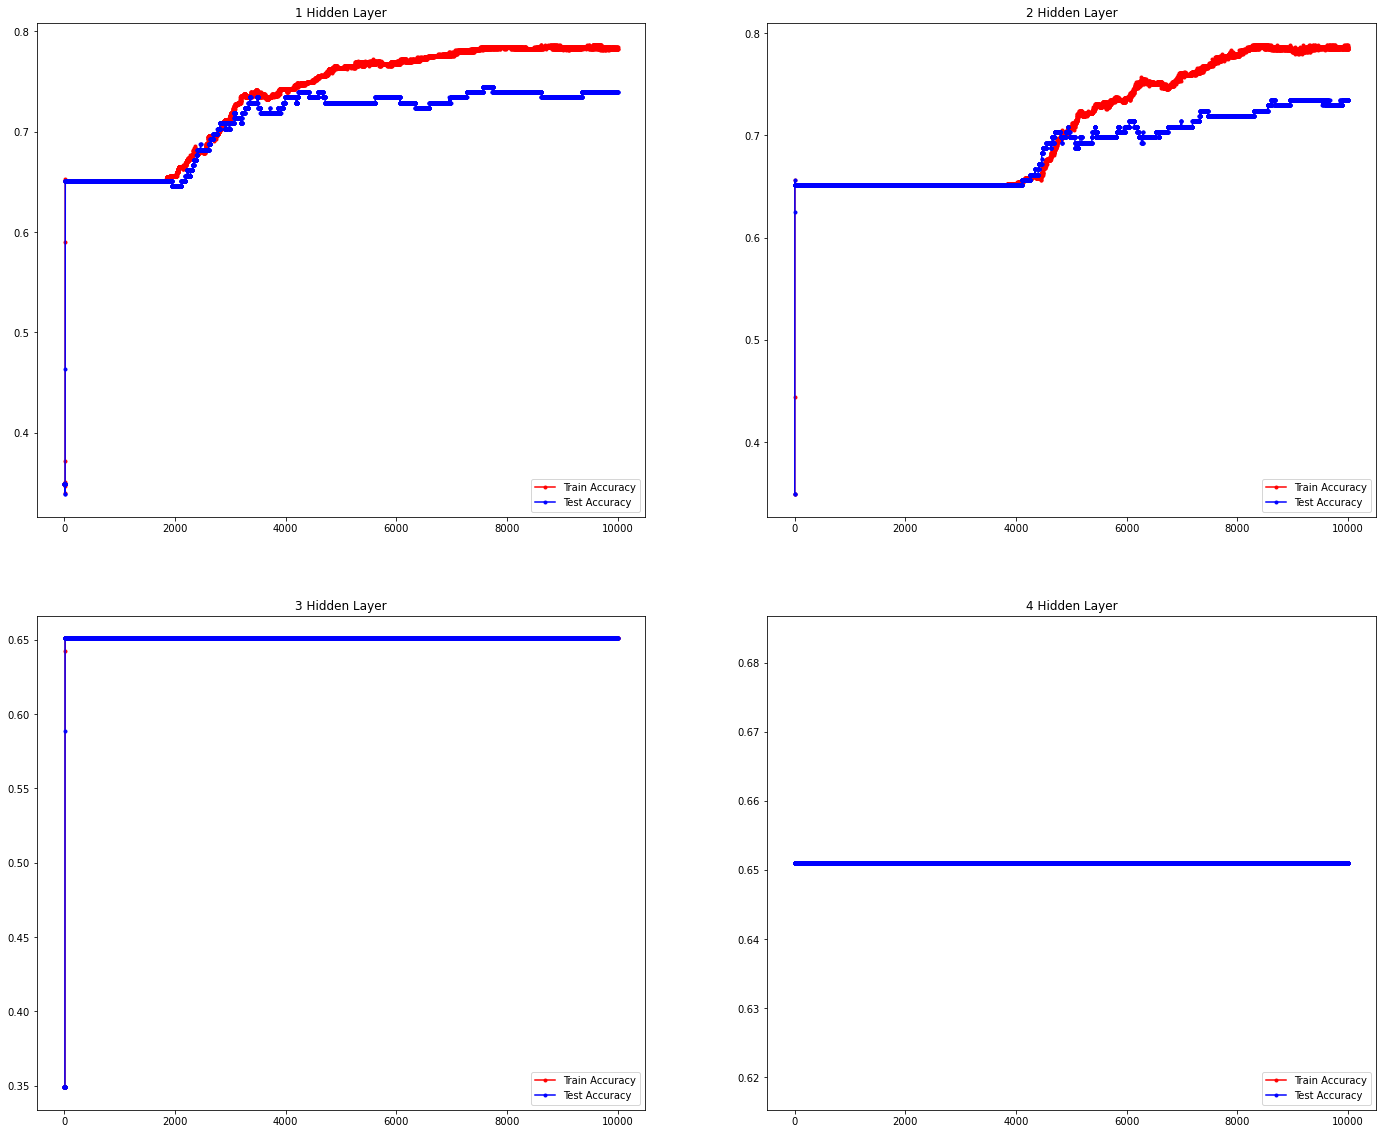 1 Hidden Layer
0.8
0.7
0.6
0.5
0.4
0 2000 4000 6000 8000 10000
Train Accuracy
Test Accuracy
2 Hidden Layer
0.8
0.7
0.6
0.5
0.4
0 2000 4000 6000 8000 10000
Train Accuracy
Test Accuracy
3 Hidden Layer
0.65
0.60
0.55
0.50
0.45
0.40
0.35
0 2000 4000 6000 8000 10000
Train Accuracy
Test Accuracy
4 Hidden Layer
0.68
0.67
0.66
0.65
0.64
0.63
0.62
0 2000 4000 6000 8000 10000
Train Accuracy
Test Accuracy